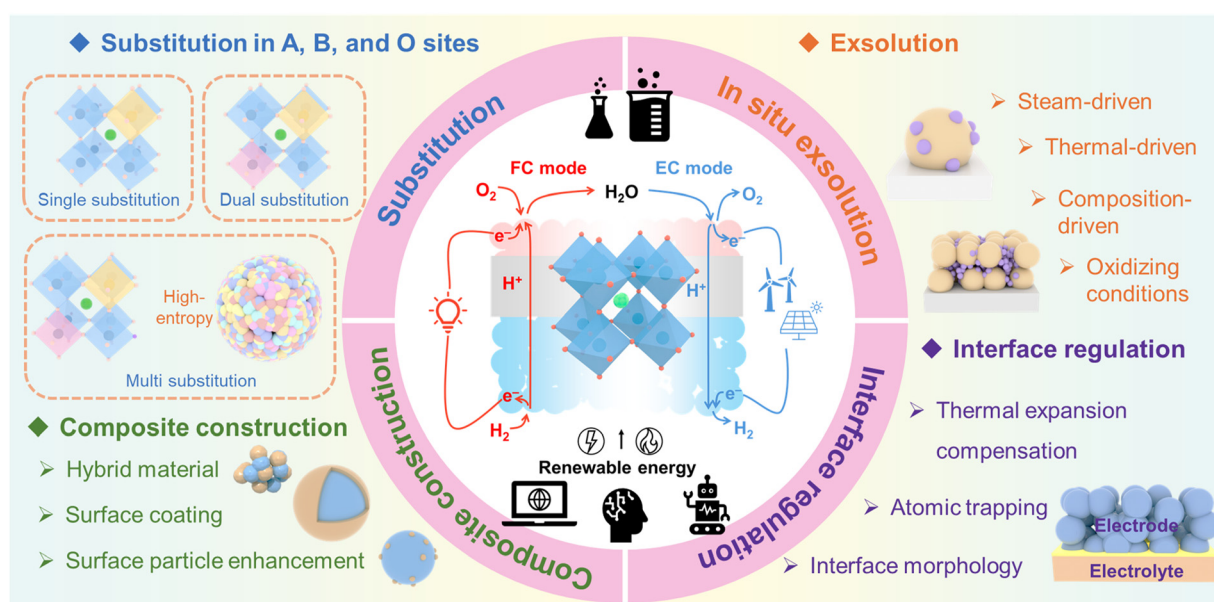 ◆ Substitution in A, B, and O sites
Single substitution
Dual substitution
High-
entropy
Multi substitution
◆ Composite construction
➢ Hybrid material
➢ Surface coating
➢ Surface particle enhancement
Substitution
In situ exsolution
Composite construction
Interface regulation
FC mode
EC mode
O₂
H₂O
O₂
e⁻
e⁻
H⁺
H⁺
e⁻
e⁻
H₂
H₂
Renewable energy
◆ Exsolution
➢ Steam-driven
➢ Thermal-driven
➢ Composition-
driven
➢ Oxidizing
conditions
◆ Interface regulation
➢ Thermal expansion
compensation
➢ Atomic trapping
➢ Interface morphology
Electrode
Electrolyte